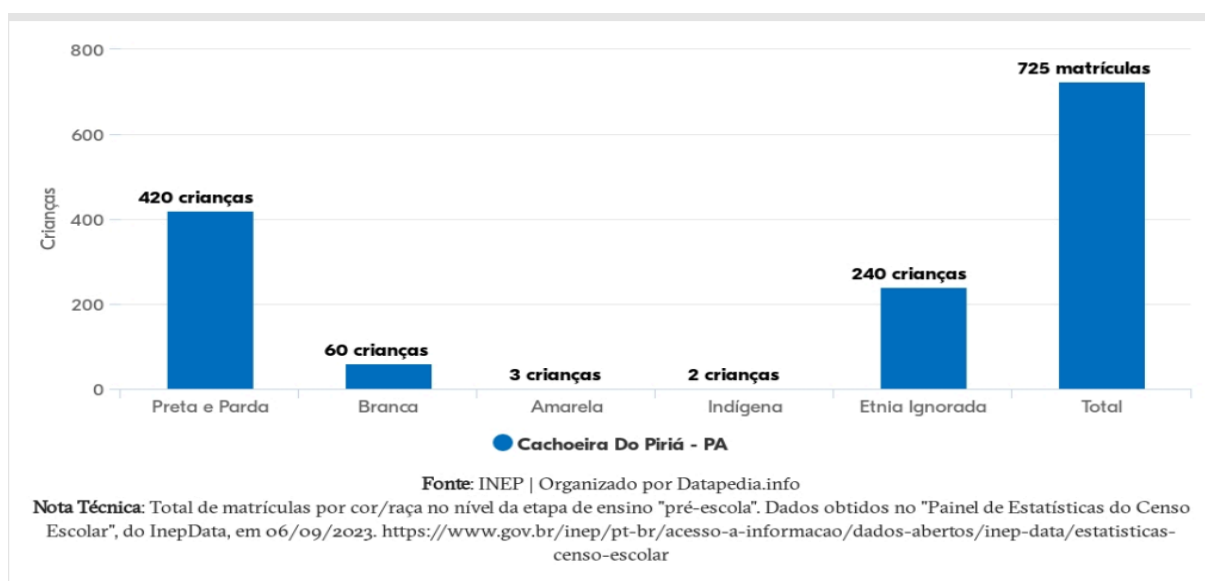 800
725 matrículas
600
420 crianças
Crianças
400
240 crianças
200
60 crianças
3 crianças
2 crianças
0
Preta e Parda
Branca
Amarela
Indígena
Etnia Ignorada
Total
Cachoeira Do Piriá - PA
Fonte: INEP | Organizado por Datapedia.info
Nota Técnica: Total de matrículas por cor/raça no nível da etapa de ensino "pré-escola". Dados obtidos no "Painel de Estatísticas do Censo
Escolar", do InepData, em 06/09/2023. https://www.gov.br/inep/pt-br/acesso-a-informacao/dados-abertos/inep-data/estatisticas-
censo-escolar